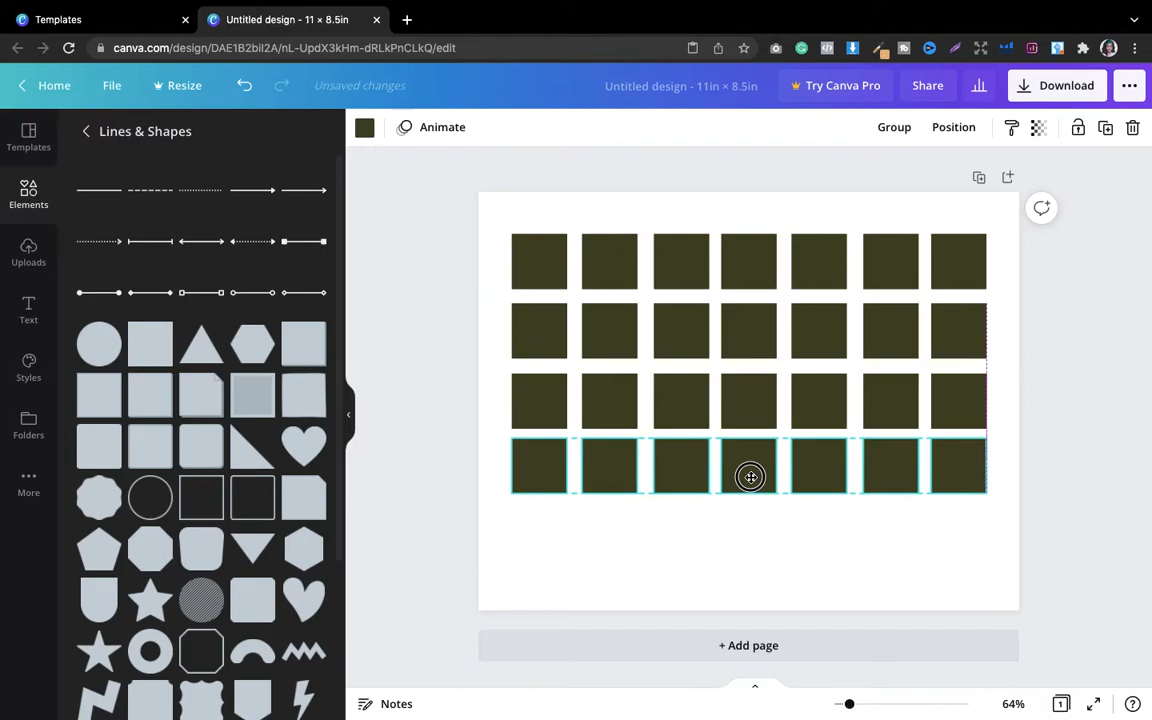 Templates
Untitled design - 11 × 8.5in
canva.com/design/DAE1B2biI2A/nL-UpdX3kHm-dRLkPnCLkQ/edit
Home
File
Resize
Unsaved changes
Untitled design - 11in × 8.5in
Try Canva Pro
Share
Download
Templates
Elements
Uploads
Text
Styles
Folders
More
Lines & Shapes
Animate
Group
Position
+ Add page
Notes
64%
1